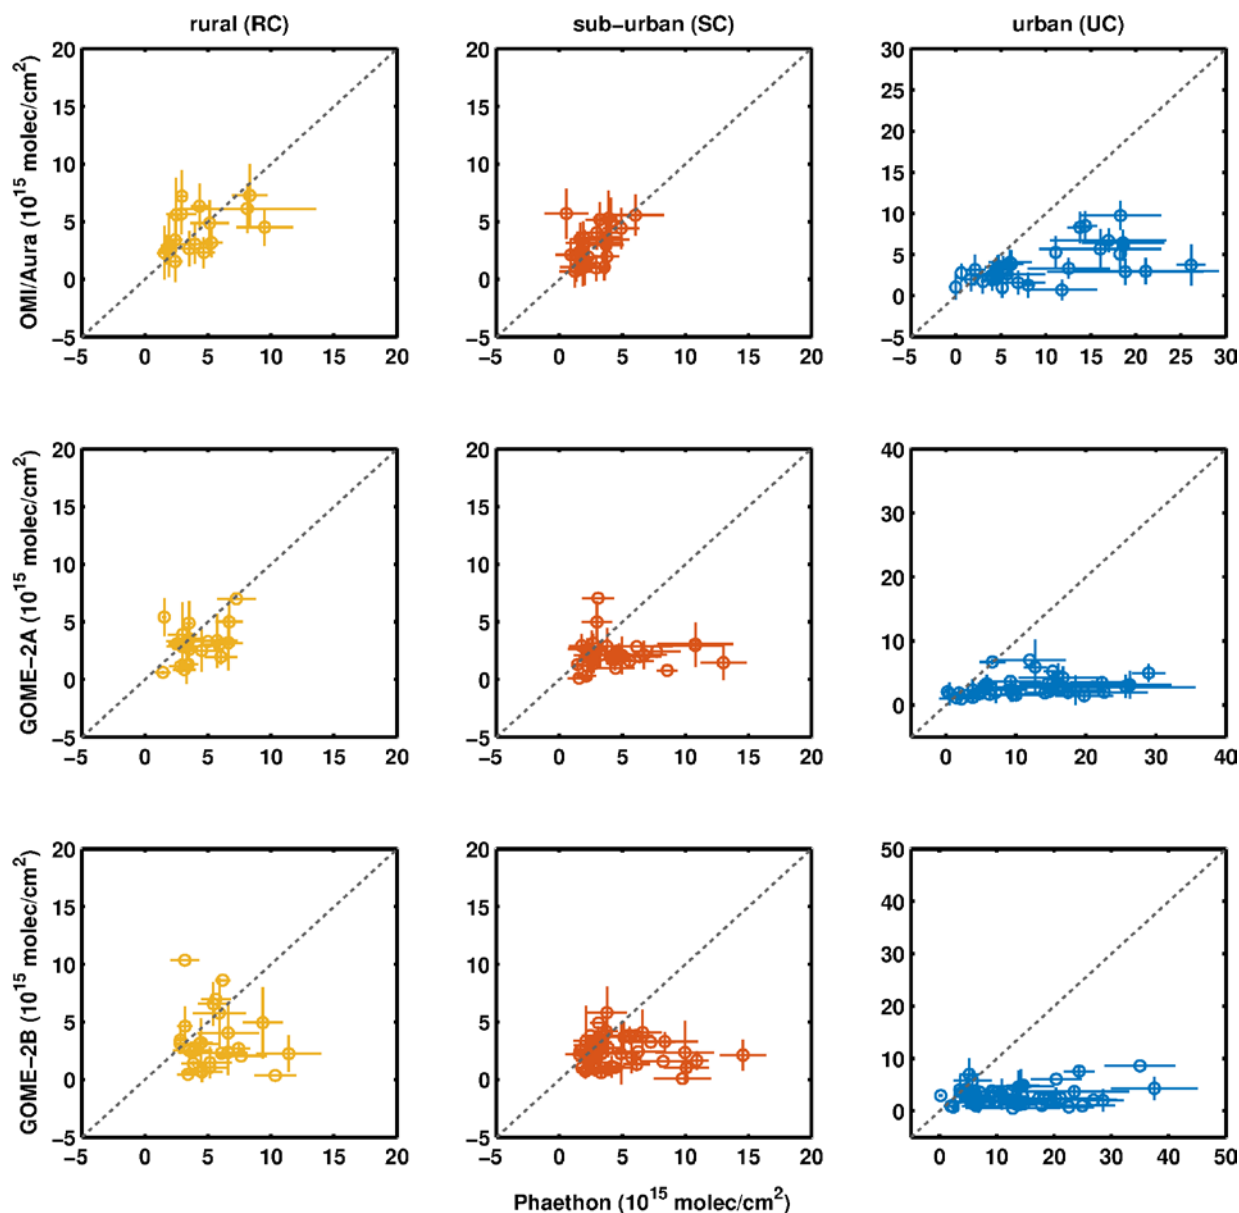 rural (RC) sub-urban (SC) urban (UC)
OMI/Aura (10^15 molec/cm^2)
20 15 10 5 0 -5
-5 0 5 10 15 20
20 15 10 5 0 -5
-5 0 5 10 15 20
30 25 20 15 10 5 0 -5
-5 0 5 10 15 20 25 30
GOME-2A (10^15 molec/cm^2)
20 15 10 5 0 -5
-5 0 5 10 15 20
20 15 10 5 0 -5
-5 0 5 10 15 20
40 30 20 10 0
0 10 20 30 40
GOME-2B (10^15 molec/cm^2)
20 15 10 5 0 -5
-5 0 5 10 15 20
20 15 10 5 0 -5
-5 0 5 10 15 20
50 40 30 20 10 0
0 10 20 30 40 50
Phaethon (10^15 molec/cm^2)